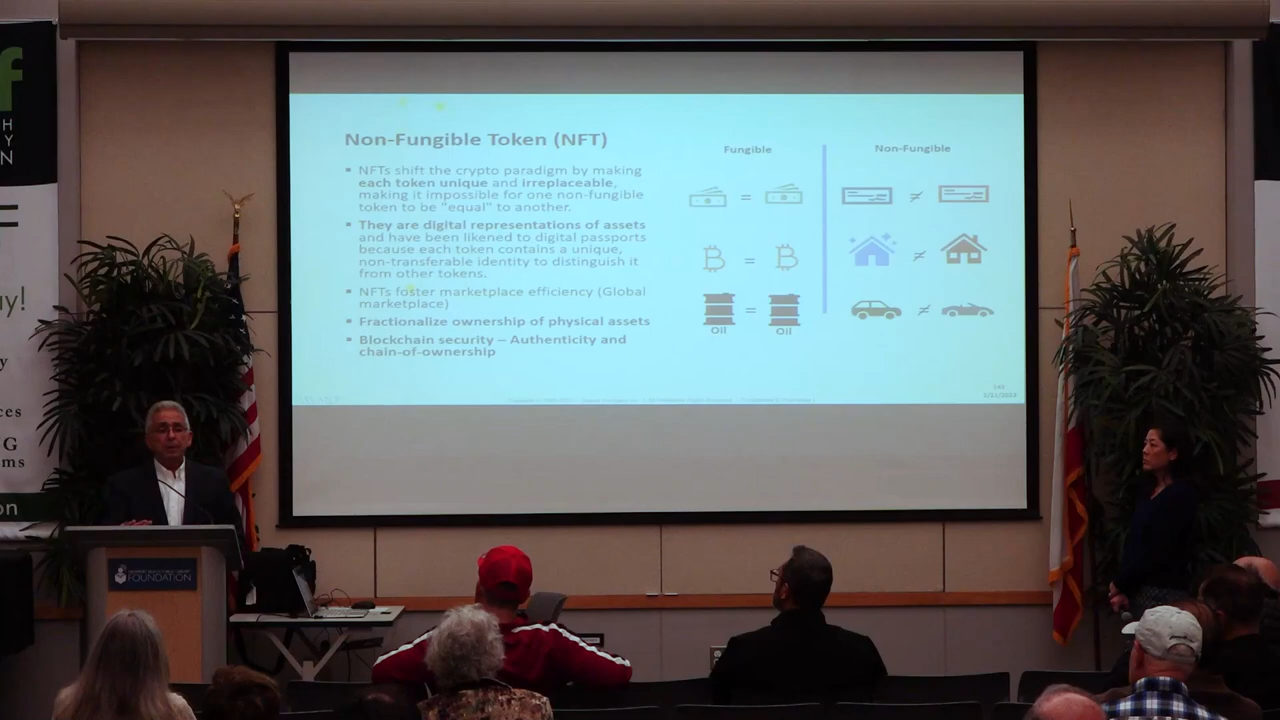 f
H
Y
N
ay!
y
ces
G
ms
on
Non-Fungible Token (NFT)
▪ NFTs shift the crypto paradigm by making
each token unique and irreplaceable,
making it impossible for one non-fungible
token to be "equal" to another.
▪ They are digital representations of assets
and have been likened to digital passports
because each token contains a unique,
non-transferable identity to distinguish it
from other tokens.
▪ NFTs foster marketplace efficiency (Global
marketplace)
▪ Fractionalize ownership of physical assets
▪ Blockchain security – Authenticity and
chain-of-ownership
Fungible
Non-Fungible
=
≠
=
≠
=
≠
Oil
Oil
FOUNDATION